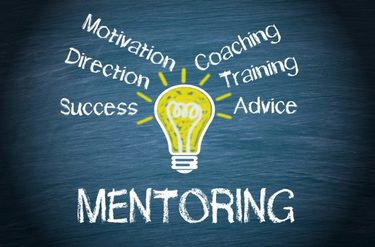 Motivation
Direction
Success
Coaching
Training
Advice
MENTORING